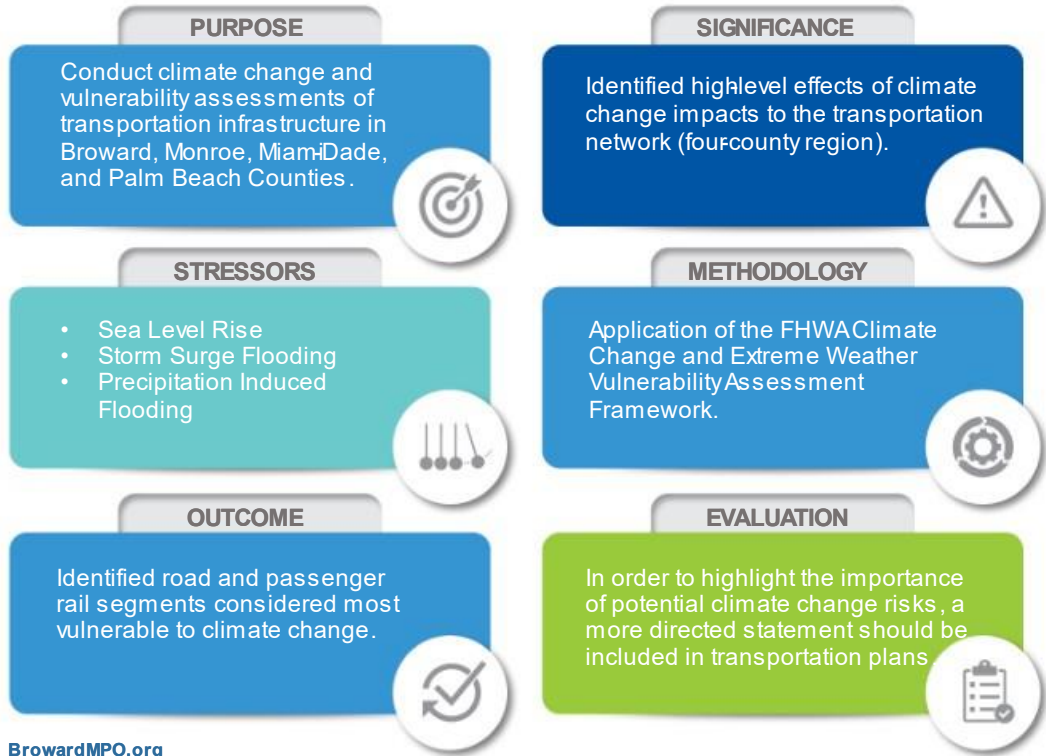 PURPOSE
Conduct climate change and
vulnerability assessments of
transportation infrastructure in
Broward, Monroe, Miami-Dade,
and Palm Beach Counties.
SIGNIFICANCE
Identified high-level effects of climate
change impacts to the transportation
network (four-county region).
STRESSORS
• Sea Level Rise
• Storm Surge Flooding
• Precipitation Induced
Flooding
METHODOLOGY
Application of the FHWA Climate
Change and Extreme Weather
Vulnerability Assessment
Framework.
OUTCOME
Identified road and passenger
rail segments considered most
vulnerable to climate change.
EVALUATION
In order to highlight the importance
of potential climate change risks, a
more directed statement should be
included in transportation plans.
BrowardMPO.org